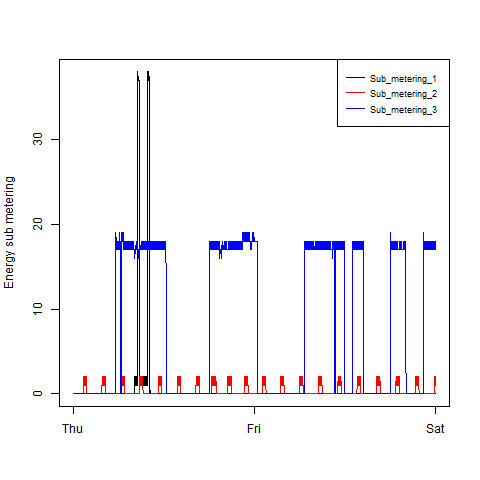 Sub_metering_1
Sub_metering_2
Sub_metering_3
Energy sub metering
30
20
10
0
Thu
Fri
Sat